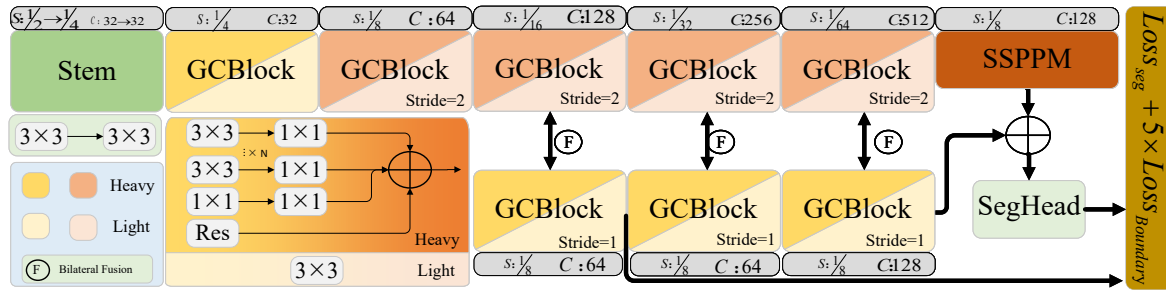 S: 1/2→1/4 C: 32→32
S: 1/4 C:32
S: 1/8 C :64
S: 1/16 C:128
S: 1/32 C:256
S: 1/64 C:512
S: 1/8 C:128
Stem
GCBlock
GCBlock
Stride=2
GCBlock
Stride=2
GCBlock
Stride=2
GCBlock
Stride=2
SSPPM
3×3 3×3
Heavy
Light
F Bilateral Fusion
3×3 1×1
⋮ × N
3×3 1×1
1×1 1×1
Res
Heavy
3×3 Light
F
F
F
GCBlock
Stride=1
GCBlock
Stride=1
GCBlock
Stride=1
S: 1/8 C :64
S: 1/8 C :64
S: 1/8 C:128
SegHead
Loss seg + 5× Loss Boundary